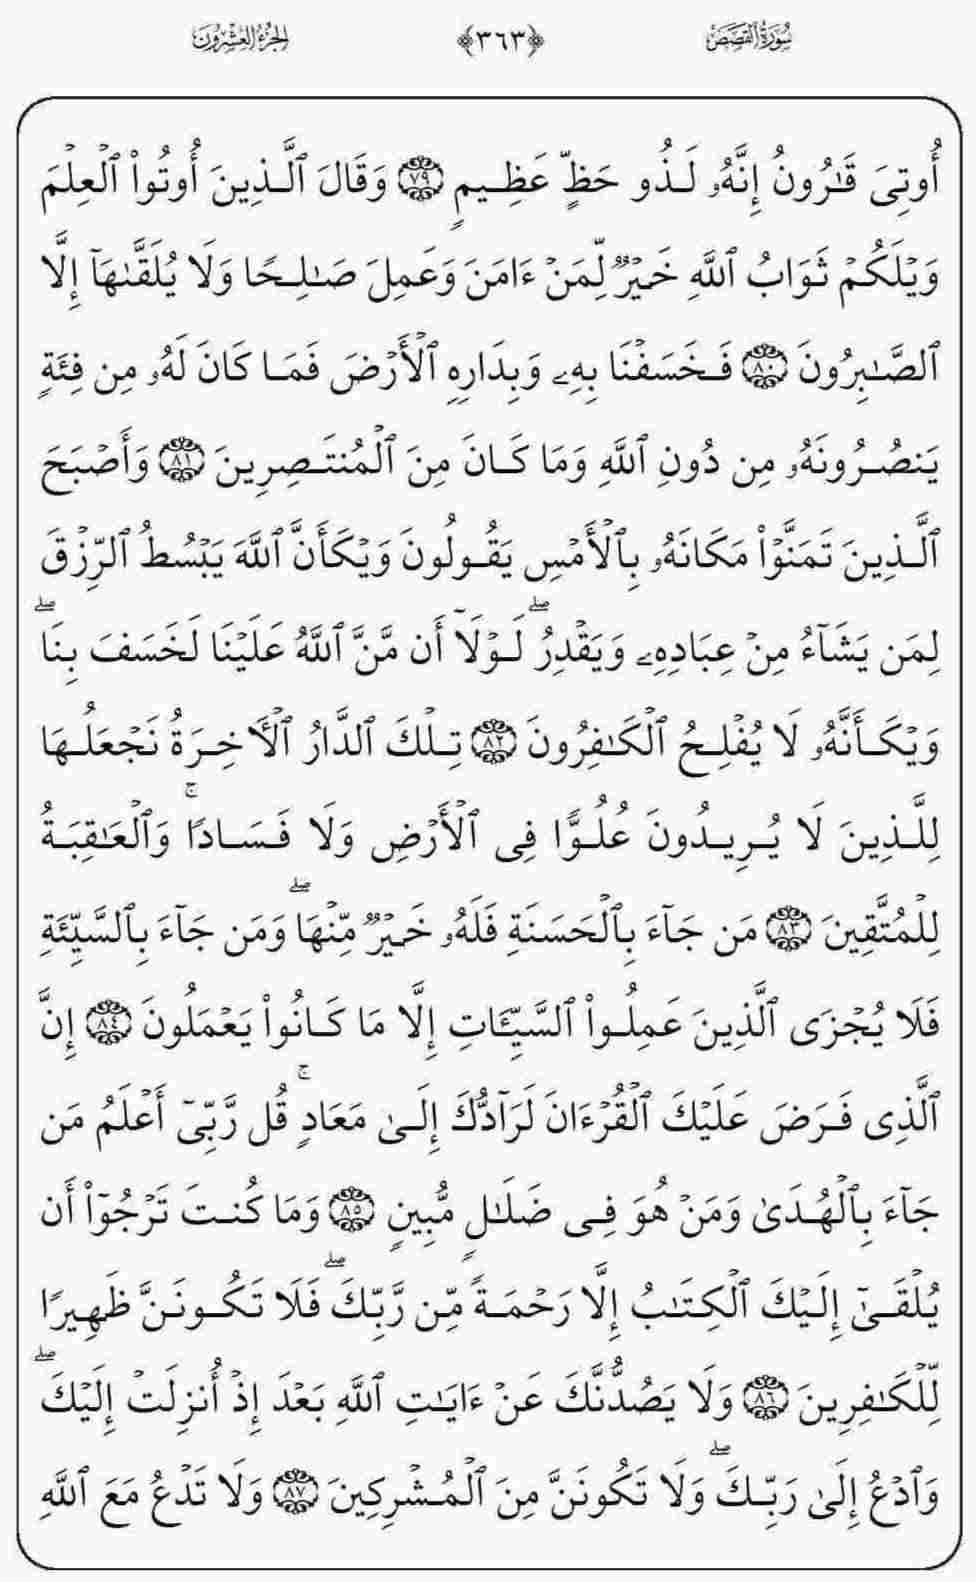 سُورَةُ القَصَصِ ﴿٣٦٣﴾ الجُزءُ العِشْرُونَ
أُوتِىَ قَـٰرُونُ إِنَّهُۥ لَذُو حَظٍّ عَظِيمٍ ٧٩ وَقَالَ ٱلَّذِينَ أُوتُوا۟ ٱلْعِلْمَ
وَيْلَكُمْ ثَوَابُ ٱللَّهِ خَيْرٌ لِّمَنْ ءَامَنَ وَعَمِلَ صَـٰلِحًا وَلَا يُلَقَّىٰهَآ إِلَّا
ٱلصَّـٰبِرُونَ ٨٠ فَخَسَفْنَا بِهِۦ وَبِدَارِهِ ٱلْأَرْضَ فَمَا كَانَ لَهُۥ مِن فِئَةٍ
يَنصُرُونَهُۥ مِن دُونِ ٱللَّهِ وَمَا كَانَ مِنَ ٱلْمُنتَصِرِينَ ٨١ وَأَصْبَحَ
ٱلَّذِينَ تَمَنَّوْا۟ مَكَانَهُۥ بِٱلْأَمْسِ يَقُولُونَ وَيْكَأَنَّ ٱللَّهَ يَبْسُطُ ٱلرِّزْقَ
لِمَن يَشَآءُ مِنْ عِبَادِهِۦ وَيَقْدِرُ ۖ لَوْلَآ أَن مَّنَّ ٱللَّهُ عَلَيْنَا لَخَسَفَ بِنَا ۖ
وَيْكَأَنَّهُۥ لَا يُفْلِحُ ٱلْكَـٰفِرُونَ ٨٢ تِلْكَ ٱلدَّارُ ٱلْـَٔاخِرَةُ نَجْعَلُهَا
لِلَّذِينَ لَا يُرِيدُونَ عُلُوًّا فِى ٱلْأَرْضِ وَلَا فَسَادًا ۚ وَٱلْعَـٰقِبَةُ
لِلْمُتَّقِينَ ٨٣ مَن جَآءَ بِٱلْحَسَنَةِ فَلَهُۥ خَيْرٌ مِّنْهَا ۖ وَمَن جَآءَ بِٱلسَّيِّئَةِ
فَلَا يُجْزَى ٱلَّذِينَ عَمِلُوا۟ ٱلسَّيِّـَٔاتِ إِلَّا مَا كَانُوا۟ يَعْمَلُونَ ٨٤ إِنَّ
ٱلَّذِى فَرَضَ عَلَيْكَ ٱلْقُرْءَانَ لَرَآدُّكَ إِلَىٰ مَعَادٍ ۚ قُل رَّبِّىٓ أَعْلَمُ مَن
جَآءَ بِٱلْهُدَىٰ وَمَنْ هُوَ فِى ضَلَـٰلٍ مُّبِينٍ ٨٥ وَمَا كُنتَ تَرْجُوٓا۟ أَن
يُلْقَىٰٓ إِلَيْكَ ٱلْكِتَـٰبُ إِلَّا رَحْمَةً مِّن رَّبِّكَ ۖ فَلَا تَكُونَنَّ ظَهِيرًا
لِّلْكَـٰفِرِينَ ٨٦ وَلَا يَصُدُّنَّكَ عَنْ ءَايَـٰتِ ٱللَّهِ بَعْدَ إِذْ أُنزِلَتْ إِلَيْكَ ۖ
وَٱدْعُ إِلَىٰ رَبِّكَ ۖ وَلَا تَكُونَنَّ مِنَ ٱلْمُشْرِكِينَ ٨٧ وَلَا تَدْعُ مَعَ ٱللَّهِ